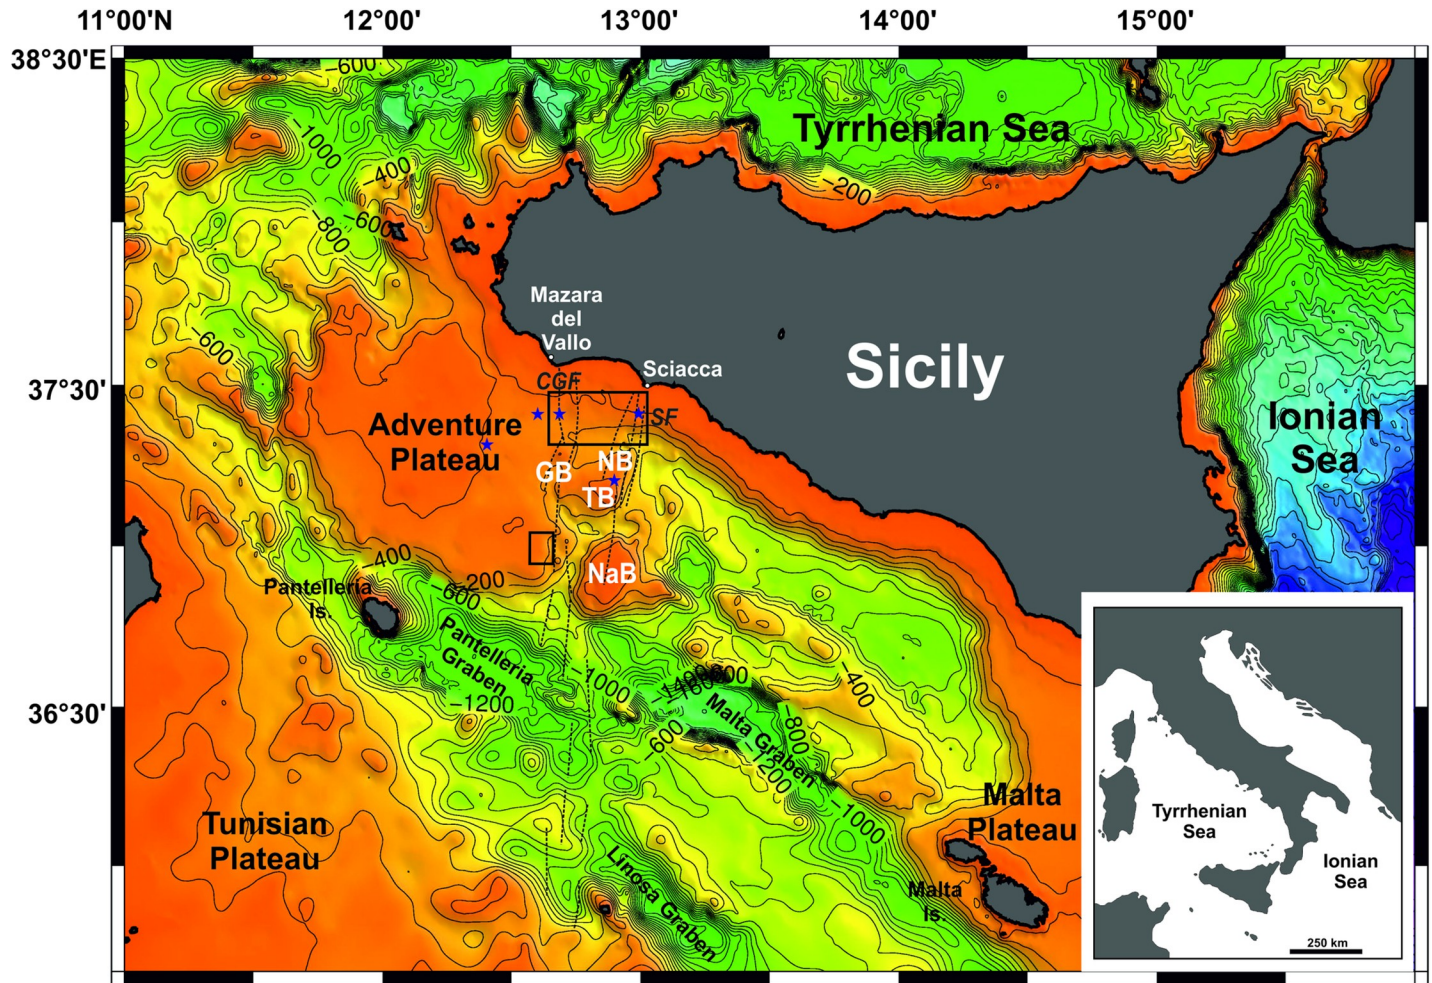 11°00'N
12°00'
13°00'
14°00'
15°00'
38°30'E
37°30'
36°30'
−600
−1000
−400
−600
−800
Tyrrhenian Sea
−200
Mazara
del
Vallo
Sciacca
Sicily
CGF
SF
−600
Adventure
Plateau
NB
GB
TB
NaB
Ionian
Sea
−400
−200
−600
Pantelleria
Is.
Pantelleria
Graben
−1200
−1000
−600
−400
−800
Malta Graben
−1200
−1000
Malta
Plateau
Malta
Is.
Tunisian
Plateau
Linosa Graben
Tyrrhenian
Sea
Ionian
Sea
250 km